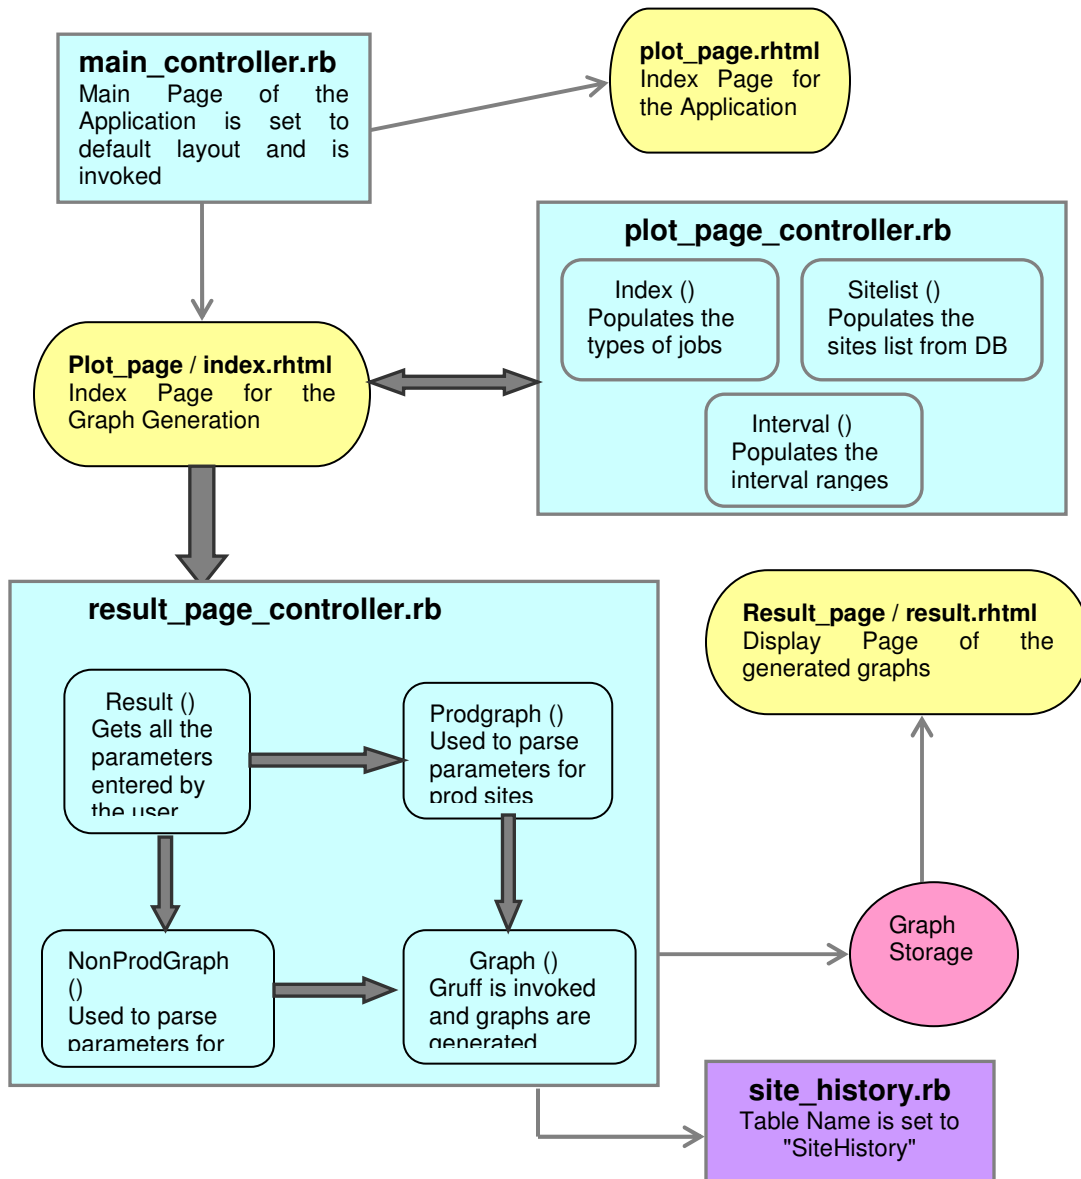 main_controller.rb
Main Page of the
Application is set to
default layout and is
invoked
plot_page.rhtml
Index Page for
the Application
plot_page_controller.rb
Index ()
Populates the
types of jobs
Sitelist ()
Populates the
sites list from DB
Interval ()
Populates the
interval ranges
Plot_page / index.rhtml
Index Page for the
Graph Generation
result_page_controller.rb
Result ()
Gets all the
parameters
entered by
the user
Prodgraph ()
Used to parse
parameters for
prod sites
NonProdGraph
()
Used to parse
parameters for
Graph ()
Gruff is invoked
and graphs are
generated
Result_page / result.rhtml
Display Page of the
generated graphs
Graph
Storage
site_history.rb
Table Name is set to
"SiteHistory"